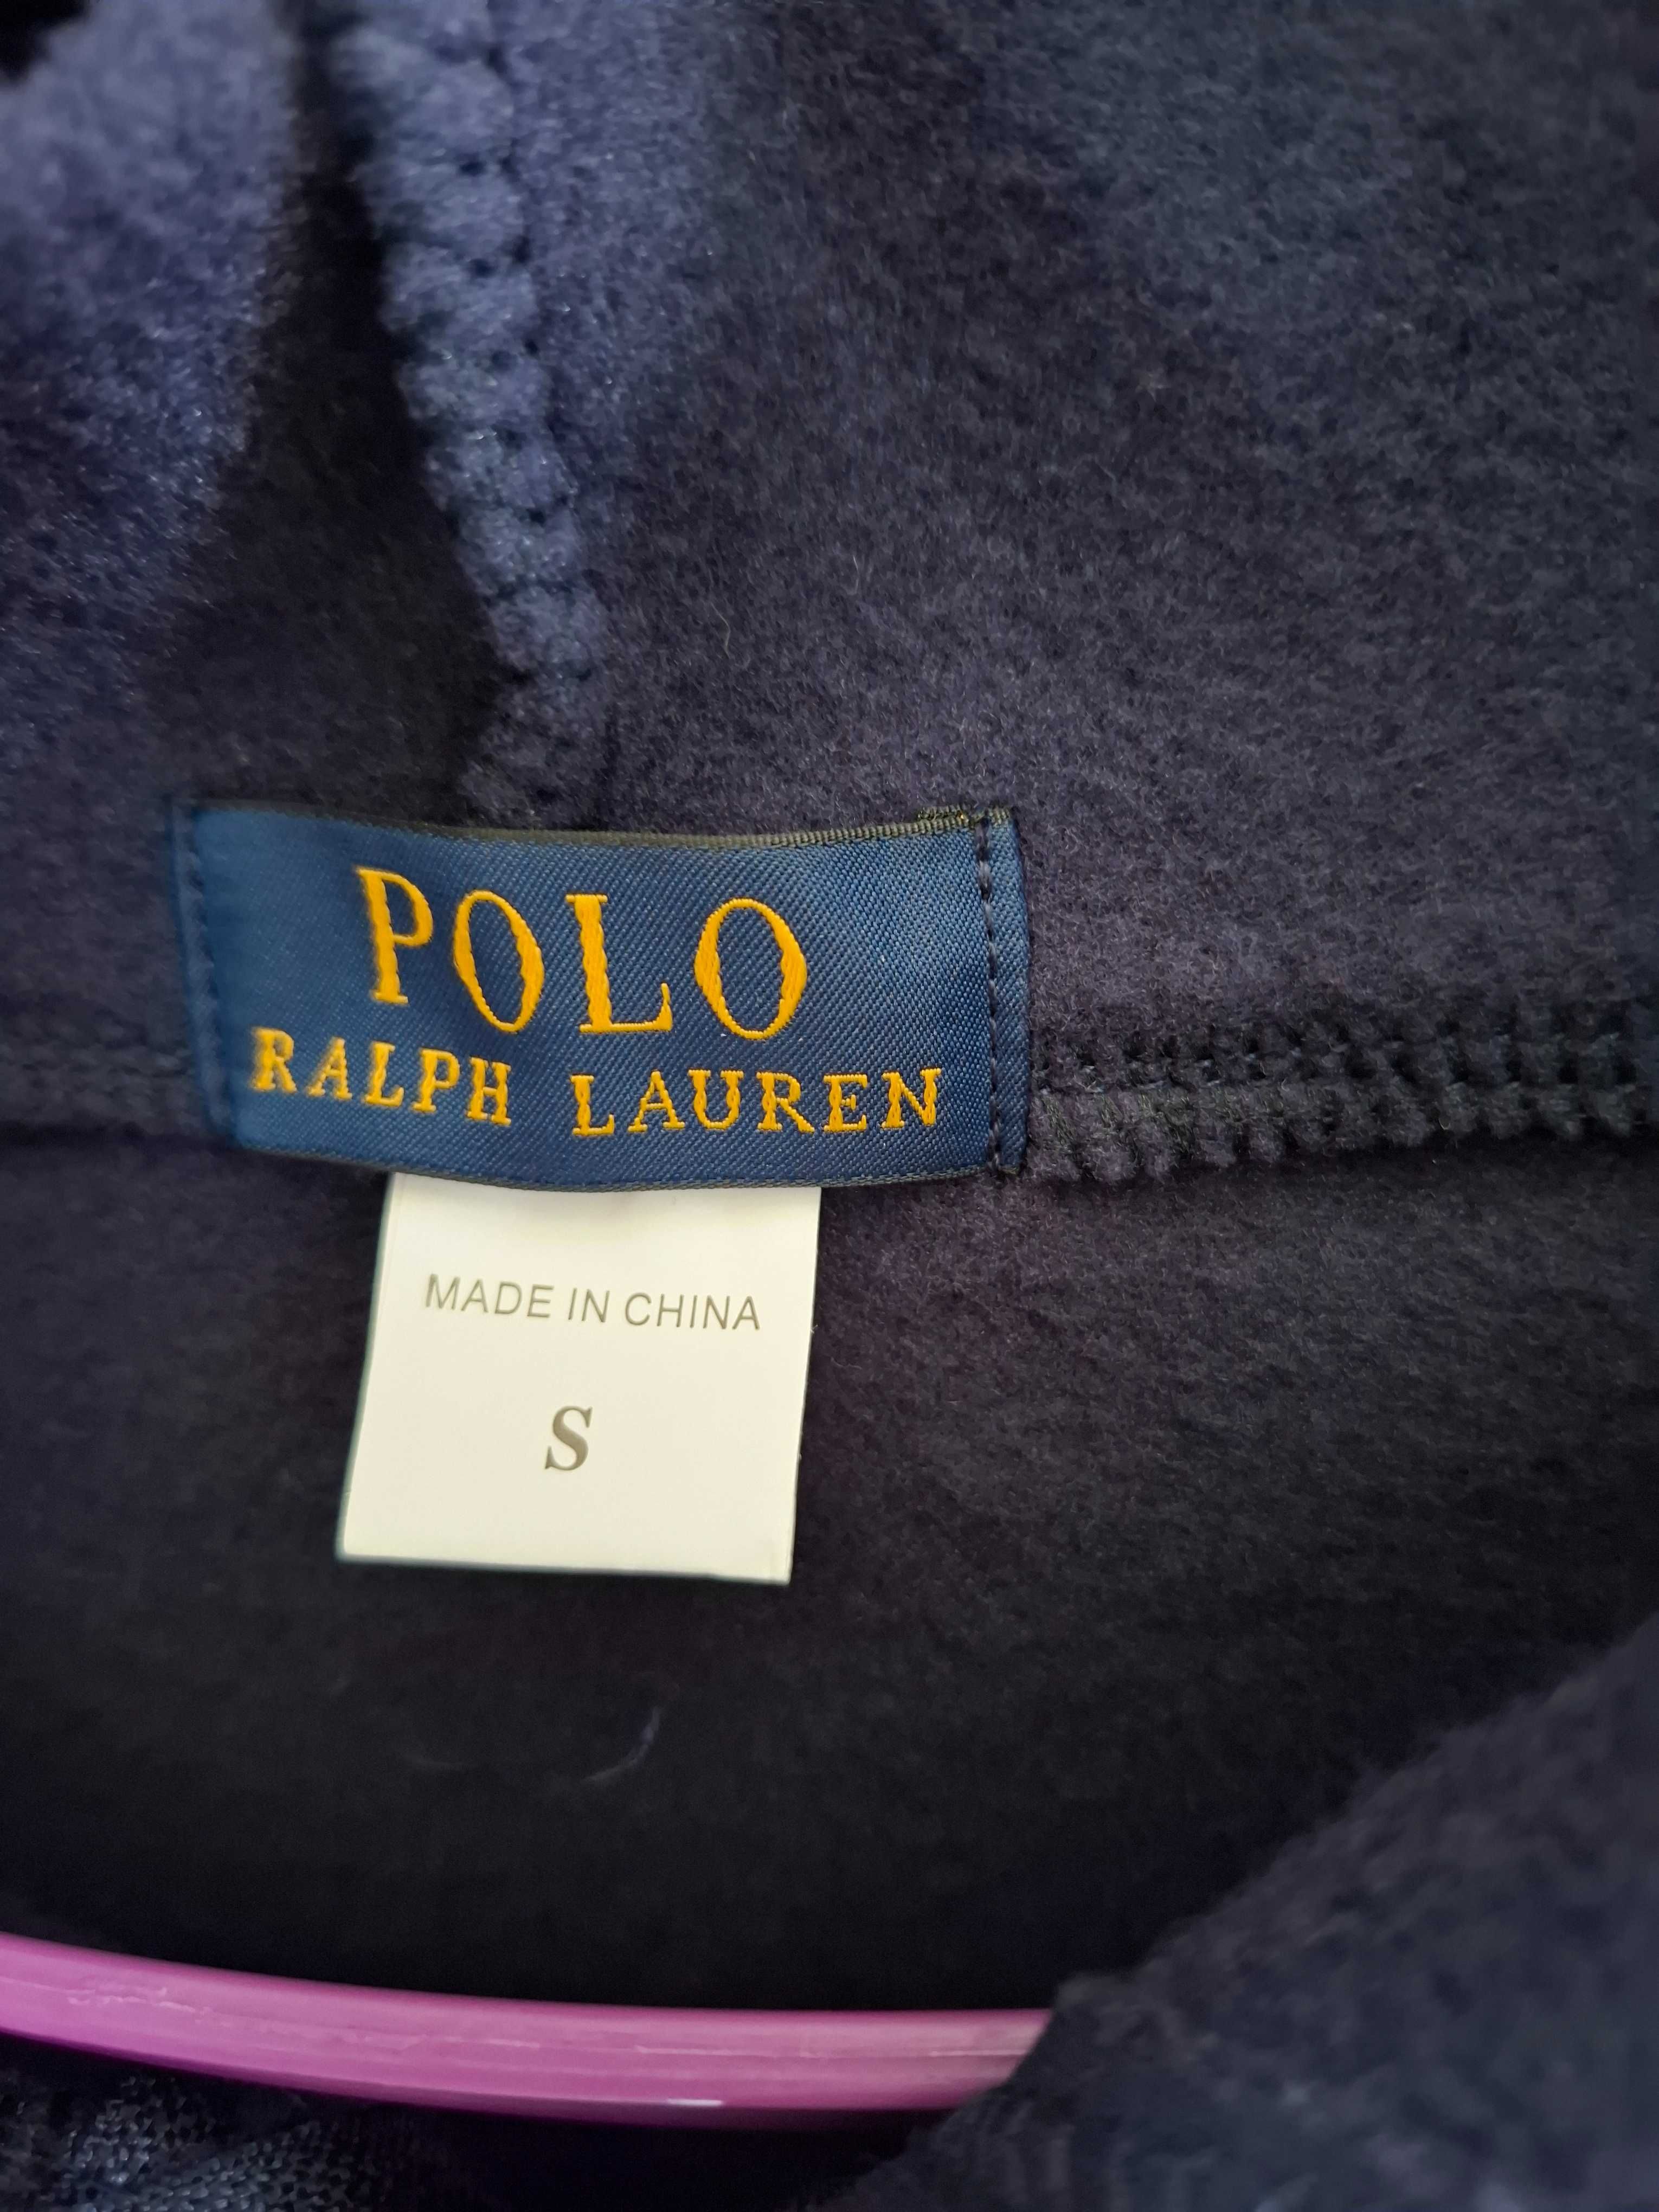 POLO
RALPH LAUREN
MADE IN CHINA
S